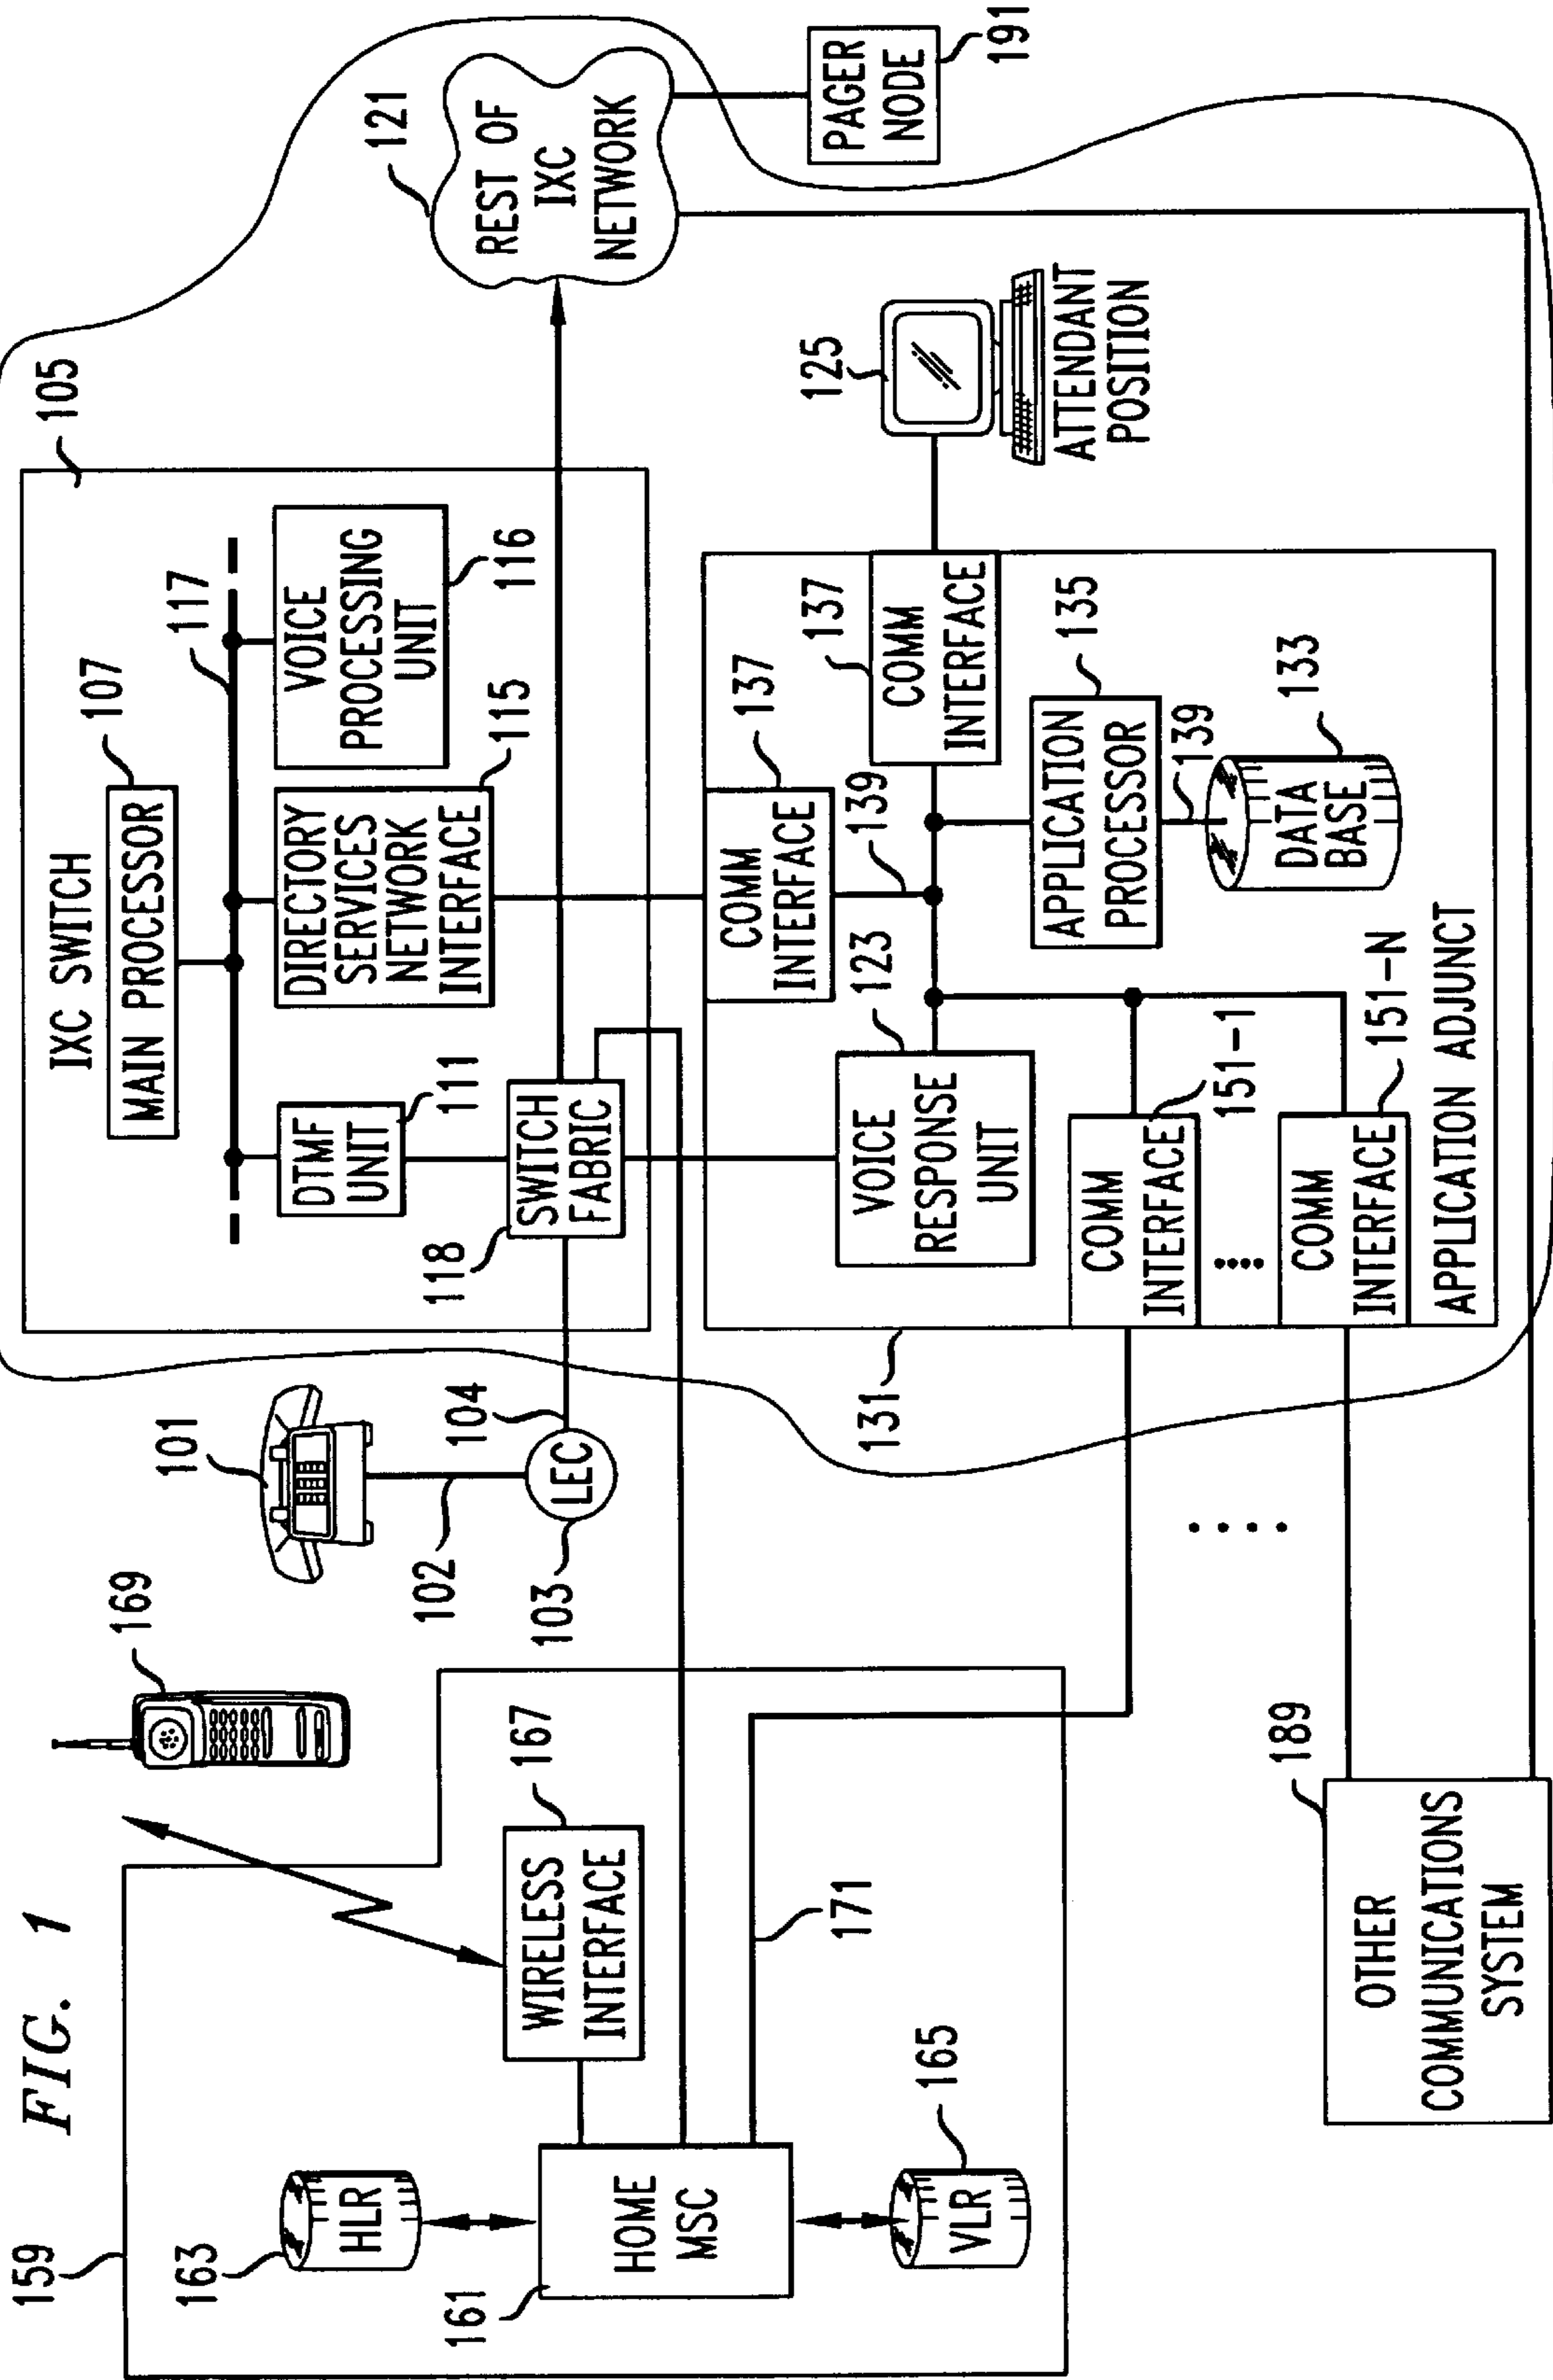 FIG. 1
159
163
HLR
161
HOME
MSC
165
VLR
167
WIRELESS
INTERFACE
169
171
101
102
103
LEC
104
105
IXC SWITCH
107
MAIN PROCESSOR
117
111
DTMF
UNIT
115
DIRECTORY
SERVICES
NETWORK
INTERFACE
116
VOICE
PROCESSING
UNIT
118
SWITCH
FABRIC
121
REST OF
IXC
NETWORK
191
PAGER
NODE
125
ATTENDANT
POSITION
131
123
VOICE
RESPONSE
UNIT
137
COMM
INTERFACE
137
COMM
INTERFACE
139
135
APPLICATION
PROCESSOR
139
133
DATA
BASE
151-1
COMM
INTERFACE
151-N
COMM
INTERFACE
APPLICATION ADJUNCT
189
OTHER
COMMUNICATIONS
SYSTEM